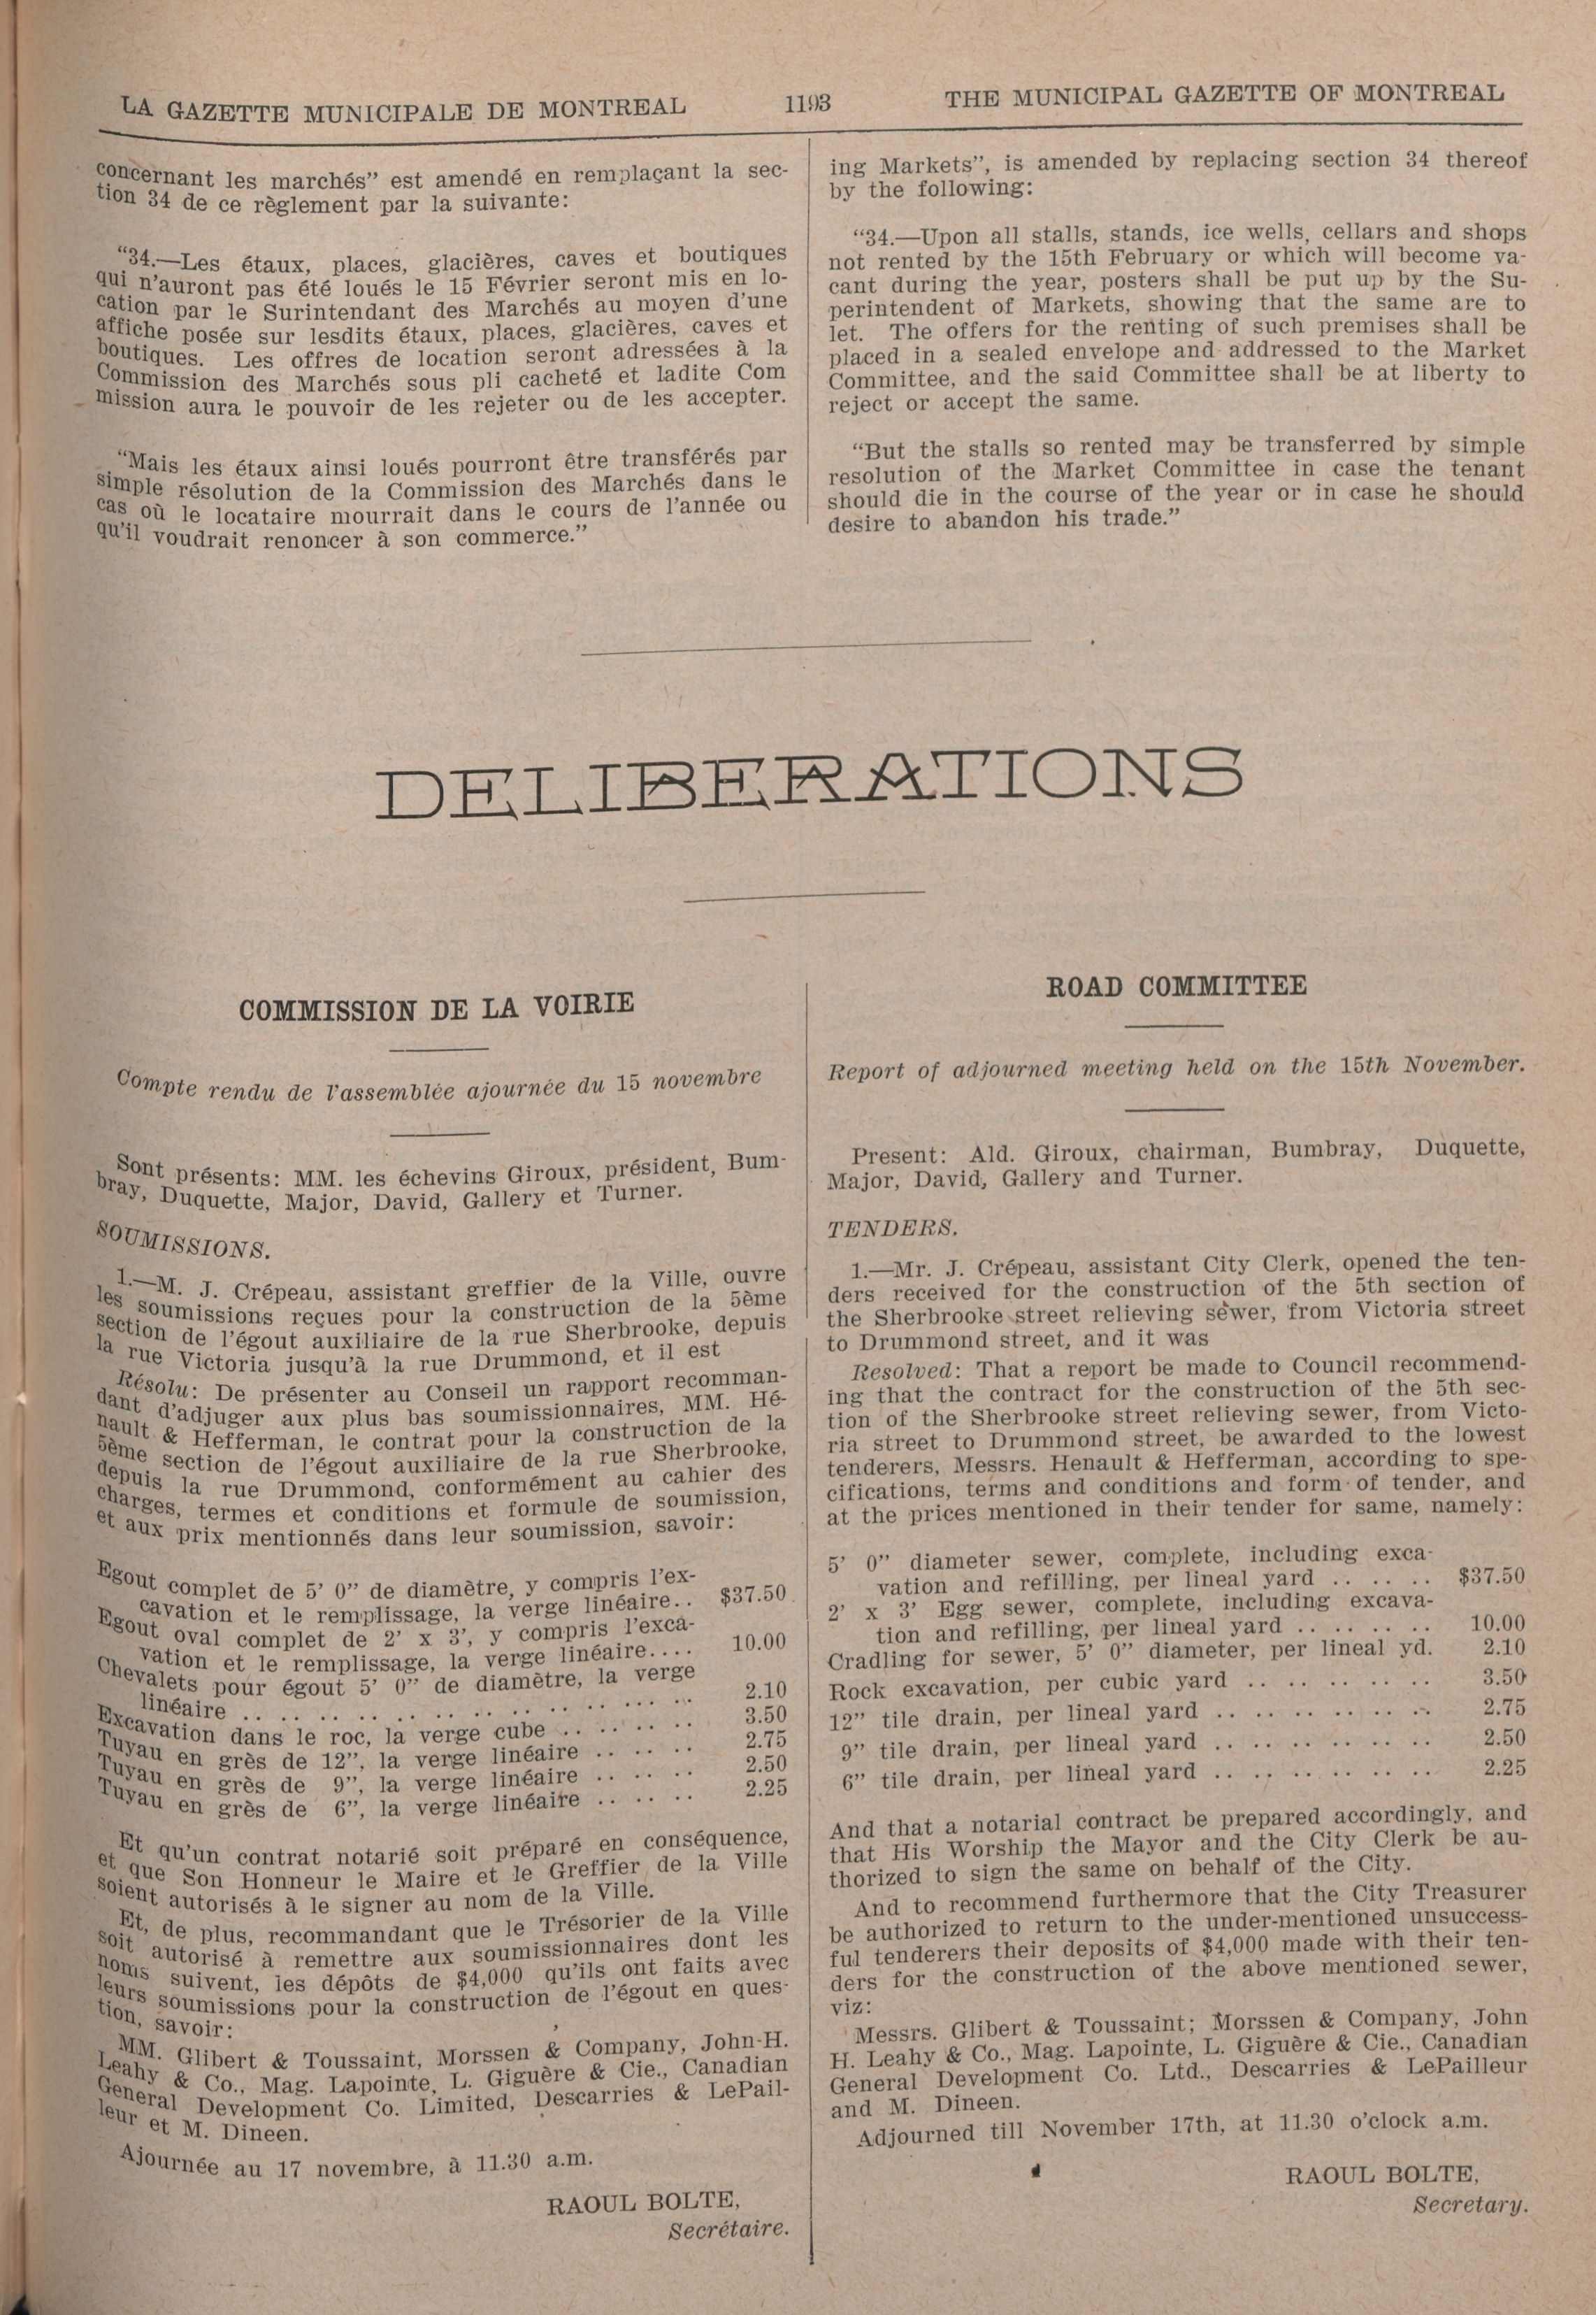 LA GAZETTE MUNICIPALE DE MONTREAL
1193
THE MUNICIPAL GAZETTE OF MONTREAL
concernant les marchés” est amendé en remplaçant la sec-
tion 34 de ce règlement par la suivante:
“34.—Les étaux, places, glacières, caves et boutiques
qui n'auront pas été loués le 15 Février seront mis en lo-
cation par le Surintendant des Marchés au moyen d'une
affiche posée sur lesdits étaux, places, glacières, caves et
boutiques. Les offres de location seront adressées à la
Commission des Marchés sous pli cacheté et ladite Com
mission aura le pouvoir de les rejeter ou de les accepter.
“Mais les étaux ainsi loués pourront être transférés par
simple résolution de la Commission des Marchés dans le
cas où le locataire mourrait dans le cours de l'année ou
qu'il voudrait renoncer à son commerce.”
ing Markets”, is amended by replacing section 34 thereof
by the following:
“34.—Upon all stalls, stands, ice wells, cellars and shops
not rented by the 15th February or which will become va-
cant during the year, posters shall be put up by the Su-
perintendent of Markets, showing that the same are to
let. The offers for the renting of such premises shall be
placed in a sealed envelope and addressed to the Market
Committee, and the said Committee shall be at liberty to
reject or accept the same.
“But the stalls so rented may be transferred by simple
resolution of the Market Committee in case the tenant
should die in the course of the year or in case he should
desire to abandon his trade.”
DELIBERATIONS
COMMISSION DE LA VOIRIE
Compte rendu de l'assemblée ajournée du 15 novembre
Sont présents: MM. les échevins Giroux, président, Bum-
bray, Duquette, Major, David, Gallery et Turner.
SOUMISSIONS.
1.—M. J. Crépeau, assistant greffier de la Ville, ouvre
les soumissions reçues pour la construction de la 5ème
section de l'égout auxiliaire de la rue Sherbrooke, depuis
la rue Victoria jusqu'à la rue Drummond, et il est
Résolu: De présenter au Conseil un rapport recomman-
dant d'adjuger aux plus bas soumissionnaires, MM. Hé-
nault & Hefferman, le contrat pour la construction de la
5ème section de l'égout auxiliaire de la rue Sherbrooke,
depuis la rue Drummond, conformément au cahier des
charges, termes et conditions et formule de soumission,
et aux prix mentionnés dans leur soumission, savoir:
Egout complet de 5' 0” de diamètre, y compris l'ex-
cavation et le remplissage, la verge linéaire.. $37.50
Egout oval complet de 2' x 3', y compris l'exca-
vation et le remplissage, la verge linéaire.... 10.00
Chevalets pour égout 5' 0” de diamètre, la verge
linéaire .. .. .. .. .. .. .. .. .. .. .. .. 2.10
Excavation dans le roc, la verge cube .. .. .. .. 3.50
Tuyau en grès de 12”, la verge linéaire .. .. .. 2.75
Tuyau en grès de 9”, la verge linéaire .. .. .. 2.50
Tuyau en grès de 6”, la verge linéaire .. .. .. 2.25
Et qu'un contrat notarié soit préparé en conséquence,
et que Son Honneur le Maire et le Greffier de la Ville
soient autorisés à le signer au nom de la Ville.
Et, de plus, recommandant que le Trésorier de la Ville
soit autorisé à remettre aux soumissionnaires dont les
noms suivent, les dépôts de $4,000 qu'ils ont faits avec
leurs soumissions pour la construction de l'égout en ques-
tion, savoir:
MM. Glibert & Toussaint, Morssen & Company, John-H.
Leahy & Co., Mag. Lapointe, L. Giguère & Cie., Canadian
General Development Co. Limited, Descarries & LePail-
leur et M. Dineen.
Ajournée au 17 novembre, à 11.30 a.m.
RAOUL BOLTE,
Secrétaire.
ROAD COMMITTEE
Report of adjourned meeting held on the 15th November.
Present: Ald. Giroux, chairman, Bumbray, Duquette,
Major, David, Gallery and Turner.
TENDERS.
1.—Mr. J. Crépeau, assistant City Clerk, opened the ten-
ders received for the construction of the 5th section of
the Sherbrooke street relieving sewer, from Victoria street
to Drummond street, and it was
Resolved: That a report be made to Council recommend-
ing that the contract for the construction of the 5th sec-
tion of the Sherbrooke street relieving sewer, from Victo-
ria street to Drummond street, be awarded to the lowest
tenderers, Messrs. Henault & Hefferman, according to spe-
cifications, terms and conditions and form of tender, and
at the prices mentioned in their tender for same, namely:
5' 0” diameter sewer, complete, including exca-
vation and refilling, per lineal yard .. .. .. $37.50
2' x 3' Egg sewer, complete, including excava-
tion and refilling, per lineal yard .. .. .. .. 10.00
Cradling for sewer, 5' 0” diameter, per lineal yd. 2.10
Rock excavation, per cubic yard .. .. .. .. .. 3.50
12” tile drain, per lineal yard .. .. .. .. .. .. 2.75
9” tile drain, per lineal yard .. .. .. .. .. .. 2.50
6” tile drain, per lineal yard .. .. .. .. .. .. 2.25
And that a notarial contract be prepared accordingly, and
that His Worship the Mayor and the City Clerk be au-
thorized to sign the same on behalf of the City.
And to recommend furthermore that the City Treasurer
be authorized to return to the under-mentioned unsuccess-
ful tenderers their deposits of $4,000 made with their ten-
ders for the construction of the above mentioned sewer,
viz:
Messrs. Glibert & Toussaint; Morssen & Company, John
H. Leahy & Co., Mag. Lapointe, L. Giguère & Cie., Canadian
General Development Co. Ltd., Descarries & LePailleur
and M. Dineen.
Adjourned till November 17th, at 11.30 o'clock a.m.
RAOUL BOLTE,
Secretary.